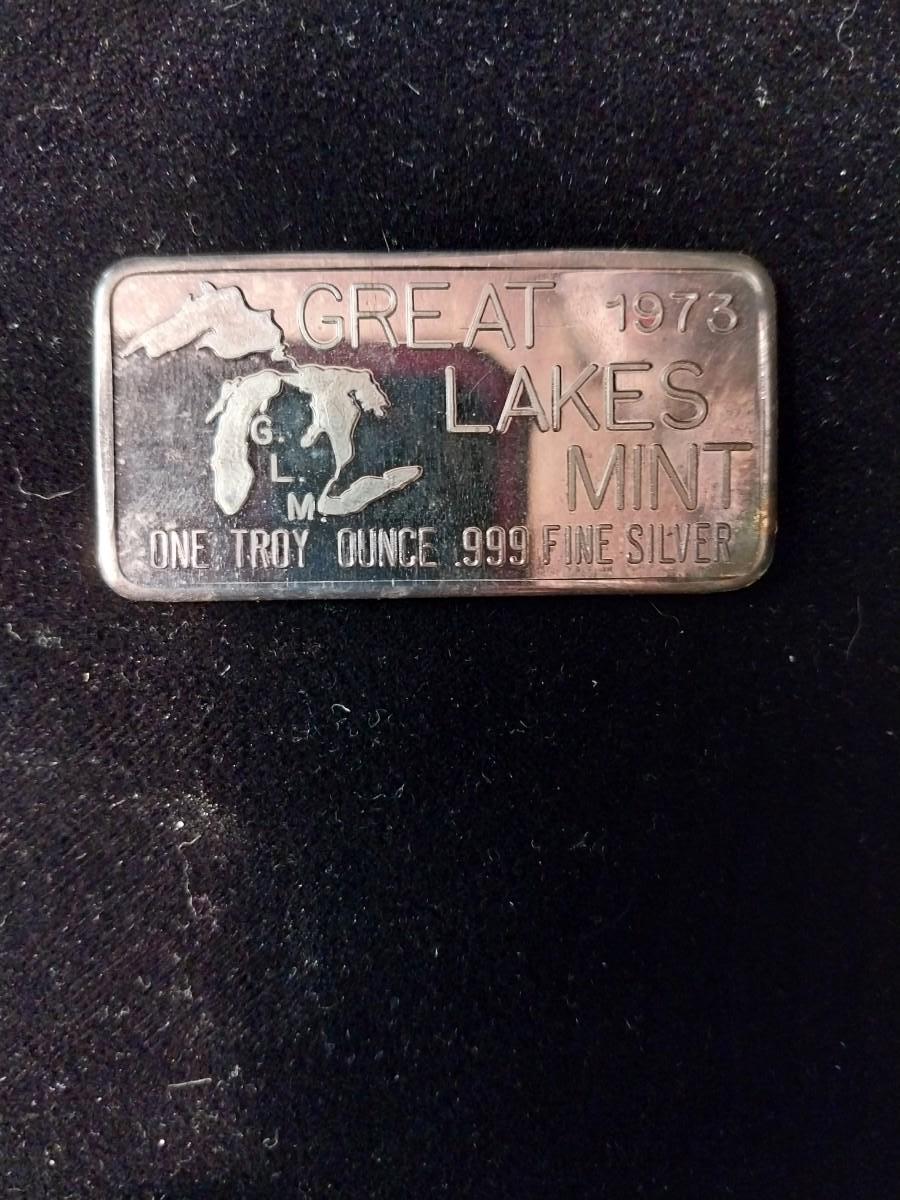 GREAT 1973
LAKES
MINT
G.
L.
M.
ONE TROY OUNCE .999 FINE SILVER